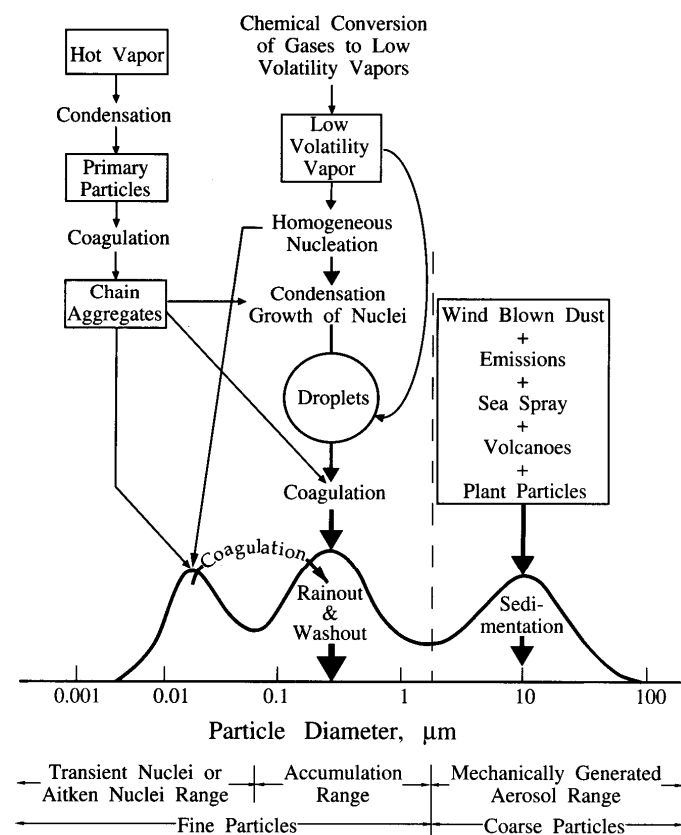 Hot Vapor
Condensation
Primary
Particles
Coagulation
Chain
Aggregates
Chemical Conversion
of Gases to Low
Volatility Vapors
Low
Volatility
Vapor
Homogeneous
Nucleation
Condensation
Growth of Nuclei
Droplets
Coagulation
Coagulation
Rainout
&
Washout
Wind Blown Dust
+
Emissions
+
Sea Spray
+
Volcanoes
+
Plant Particles
Sedi-
mentation
0.001 0.01 0.1 1 10 100
Particle Diameter, μm
Transient Nuclei or
Aitken Nuclei Range
Accumulation
Range
Mechanically Generated
Aerosol Range
Fine Particles
Coarse Particles